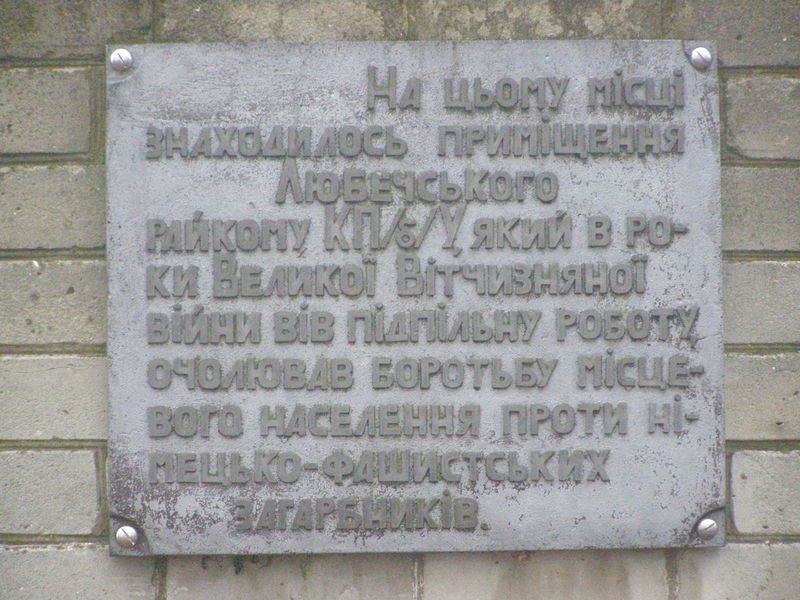 На цьому місці
знаходилось приміщення
Любечського
райкому КП/б/У, який в ро-
ки Великої Вітчизняної
війни вів підпільну роботу
очолював боротьбу місце-
вого населення проти ні-
мецько-фашистських
загарбників.